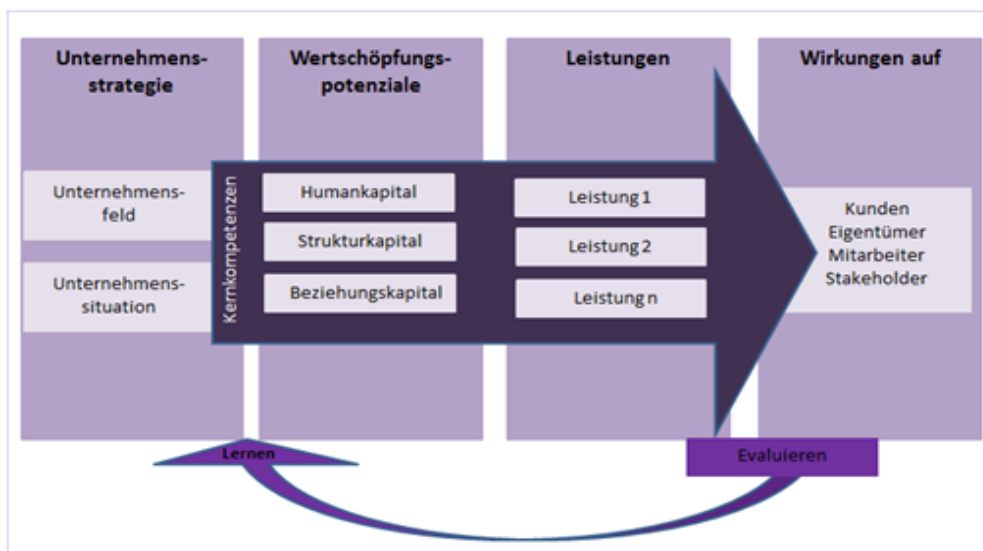 Unternehmens-
strategie
Wertschöpfungs-
potenziale
Leistungen
Wirkungen auf
Unternehmens-
feld
Unternehmens-
situation
Kernkompetenzen
Humankapital
Strukturkapital
Beziehungskapital
Leistung 1
Leistung 2
Leistung n
Kunden
Eigentümer
Mitarbeiter
Stakeholder
Lernen
Evaluieren